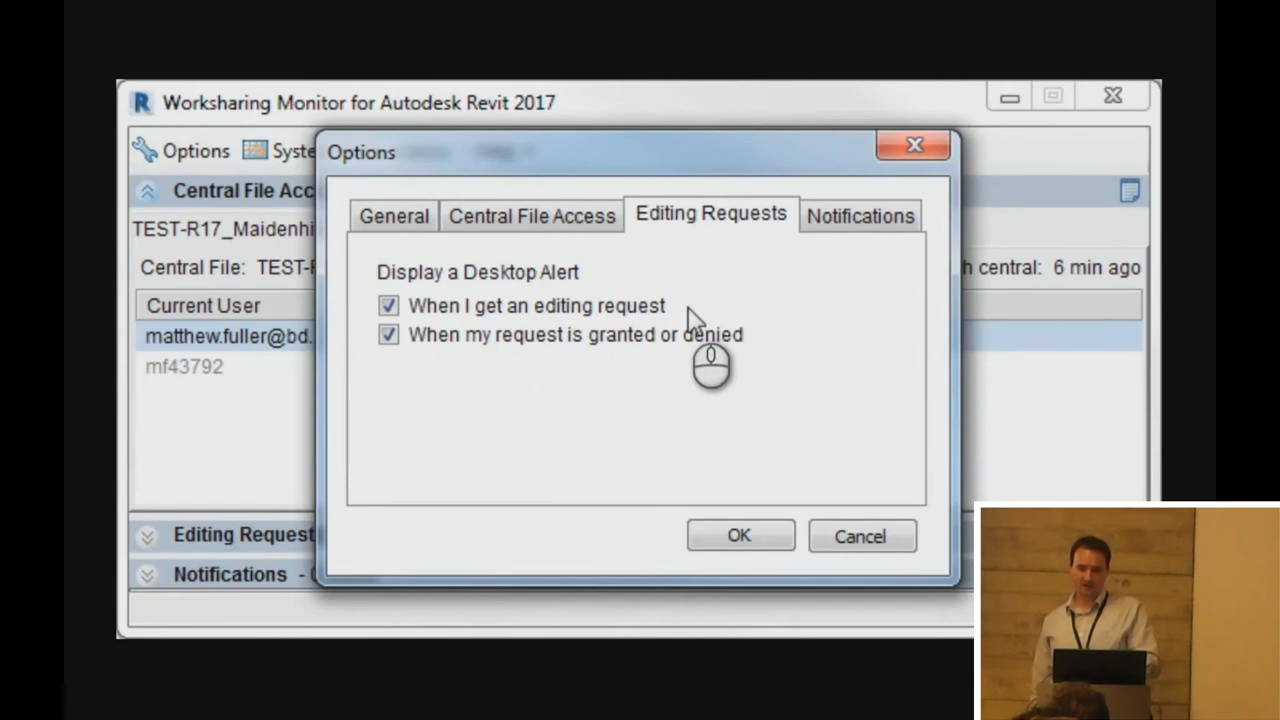 Worksharing Monitor for Autodesk Revit 2017
Options Syste
Options
Central File Acc
General Central File Access Editing Requests Notifications
TEST-R17_Maidenhi
Central File: TEST-
h central: 6 min ago
Display a Desktop Alert
Current User
When I get an editing request
matthew.fuller@bd.
When my request is granted or denied
mf43792
Editing Request
OK Cancel
Notifications -